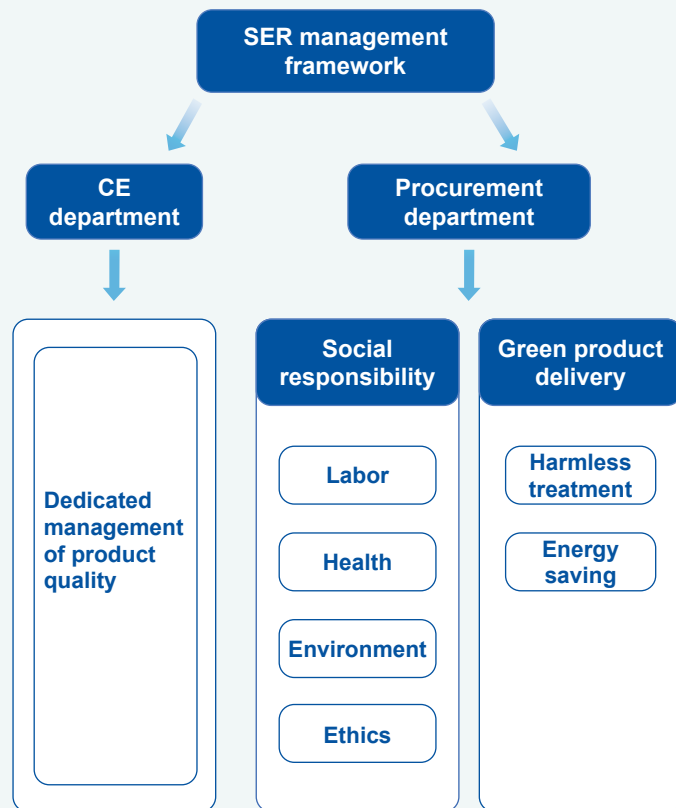 SER management
framework
CE
department
Procurement
department
Dedicated
management
of product
quality
Social
responsibility
Labor
Health
Environment
Ethics
Green product
delivery
Harmless
treatment
Energy
saving